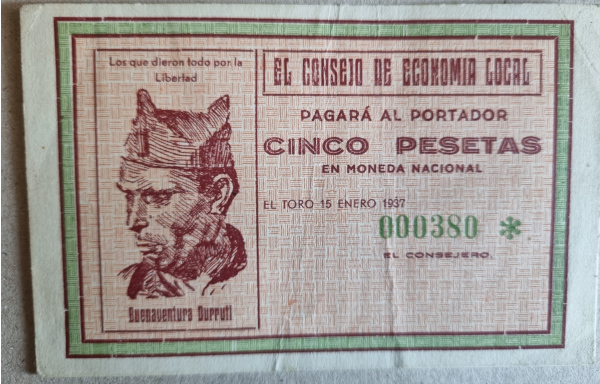 Los que dieron todo por la
Libertad
Buenaventura Durruti
EL CONSEJO DE ECONOMIA LOCAL
PAGARÁ AL PORTADOR
CINCO PESETAS
EN MONEDA NACIONAL
EL TORO 15 ENERO 1937
000380 *
EL CONSEJERO,